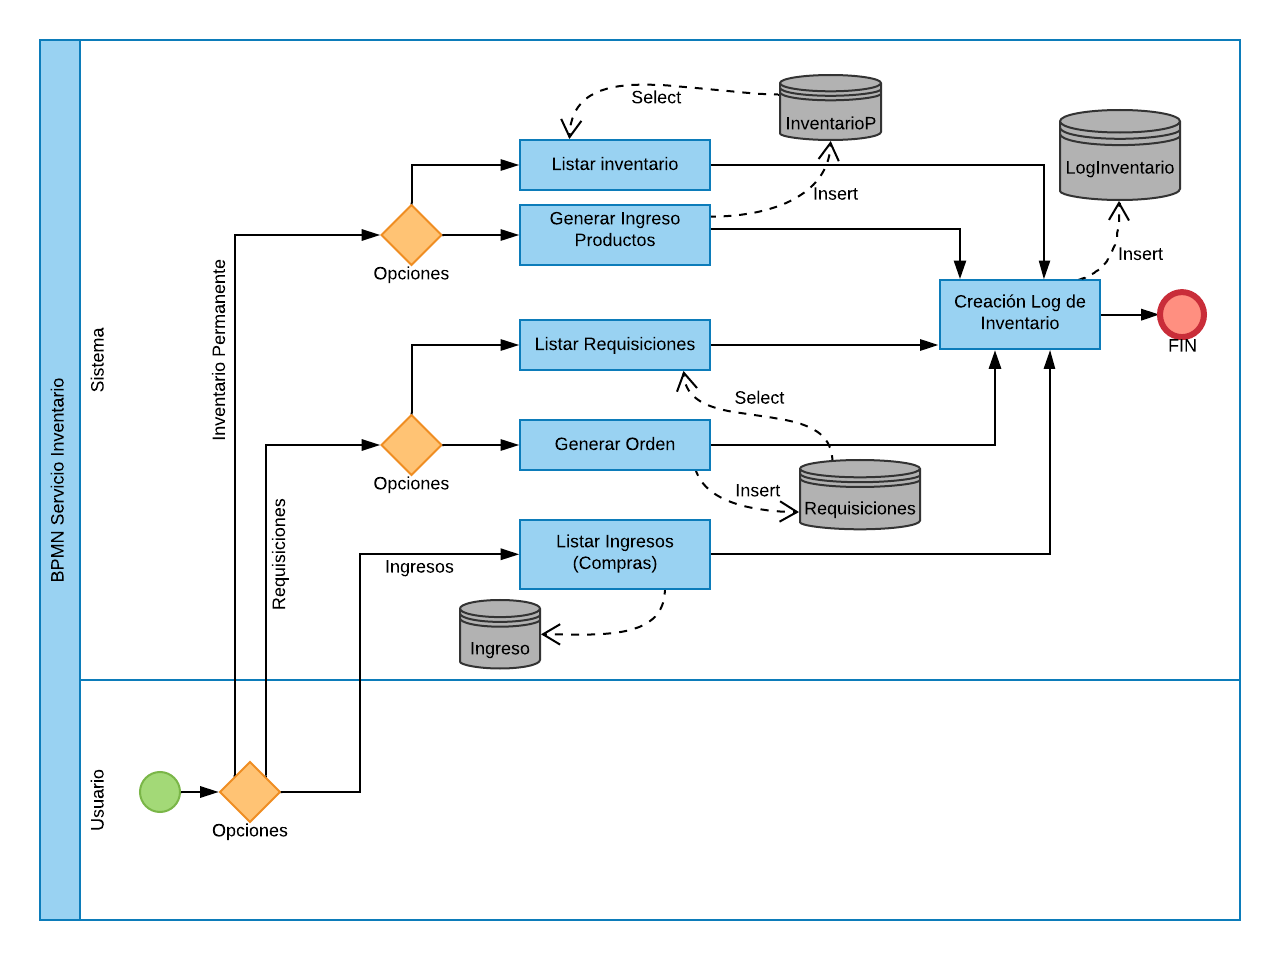 BPMN Servicio Inventario
Sistema
Usuario
Select
InventarioP
LogInventario
Listar inventario
Insert
Generar Ingreso
Productos
Opciones
Insert
Inventario Permanente
Creación Log de
Inventario
FIN
Listar Requisiciones
Select
Generar Orden
Opciones
Insert
Requisiciones
Requisiciones
Listar Ingresos
(Compras)
Ingresos
Ingreso
Opciones